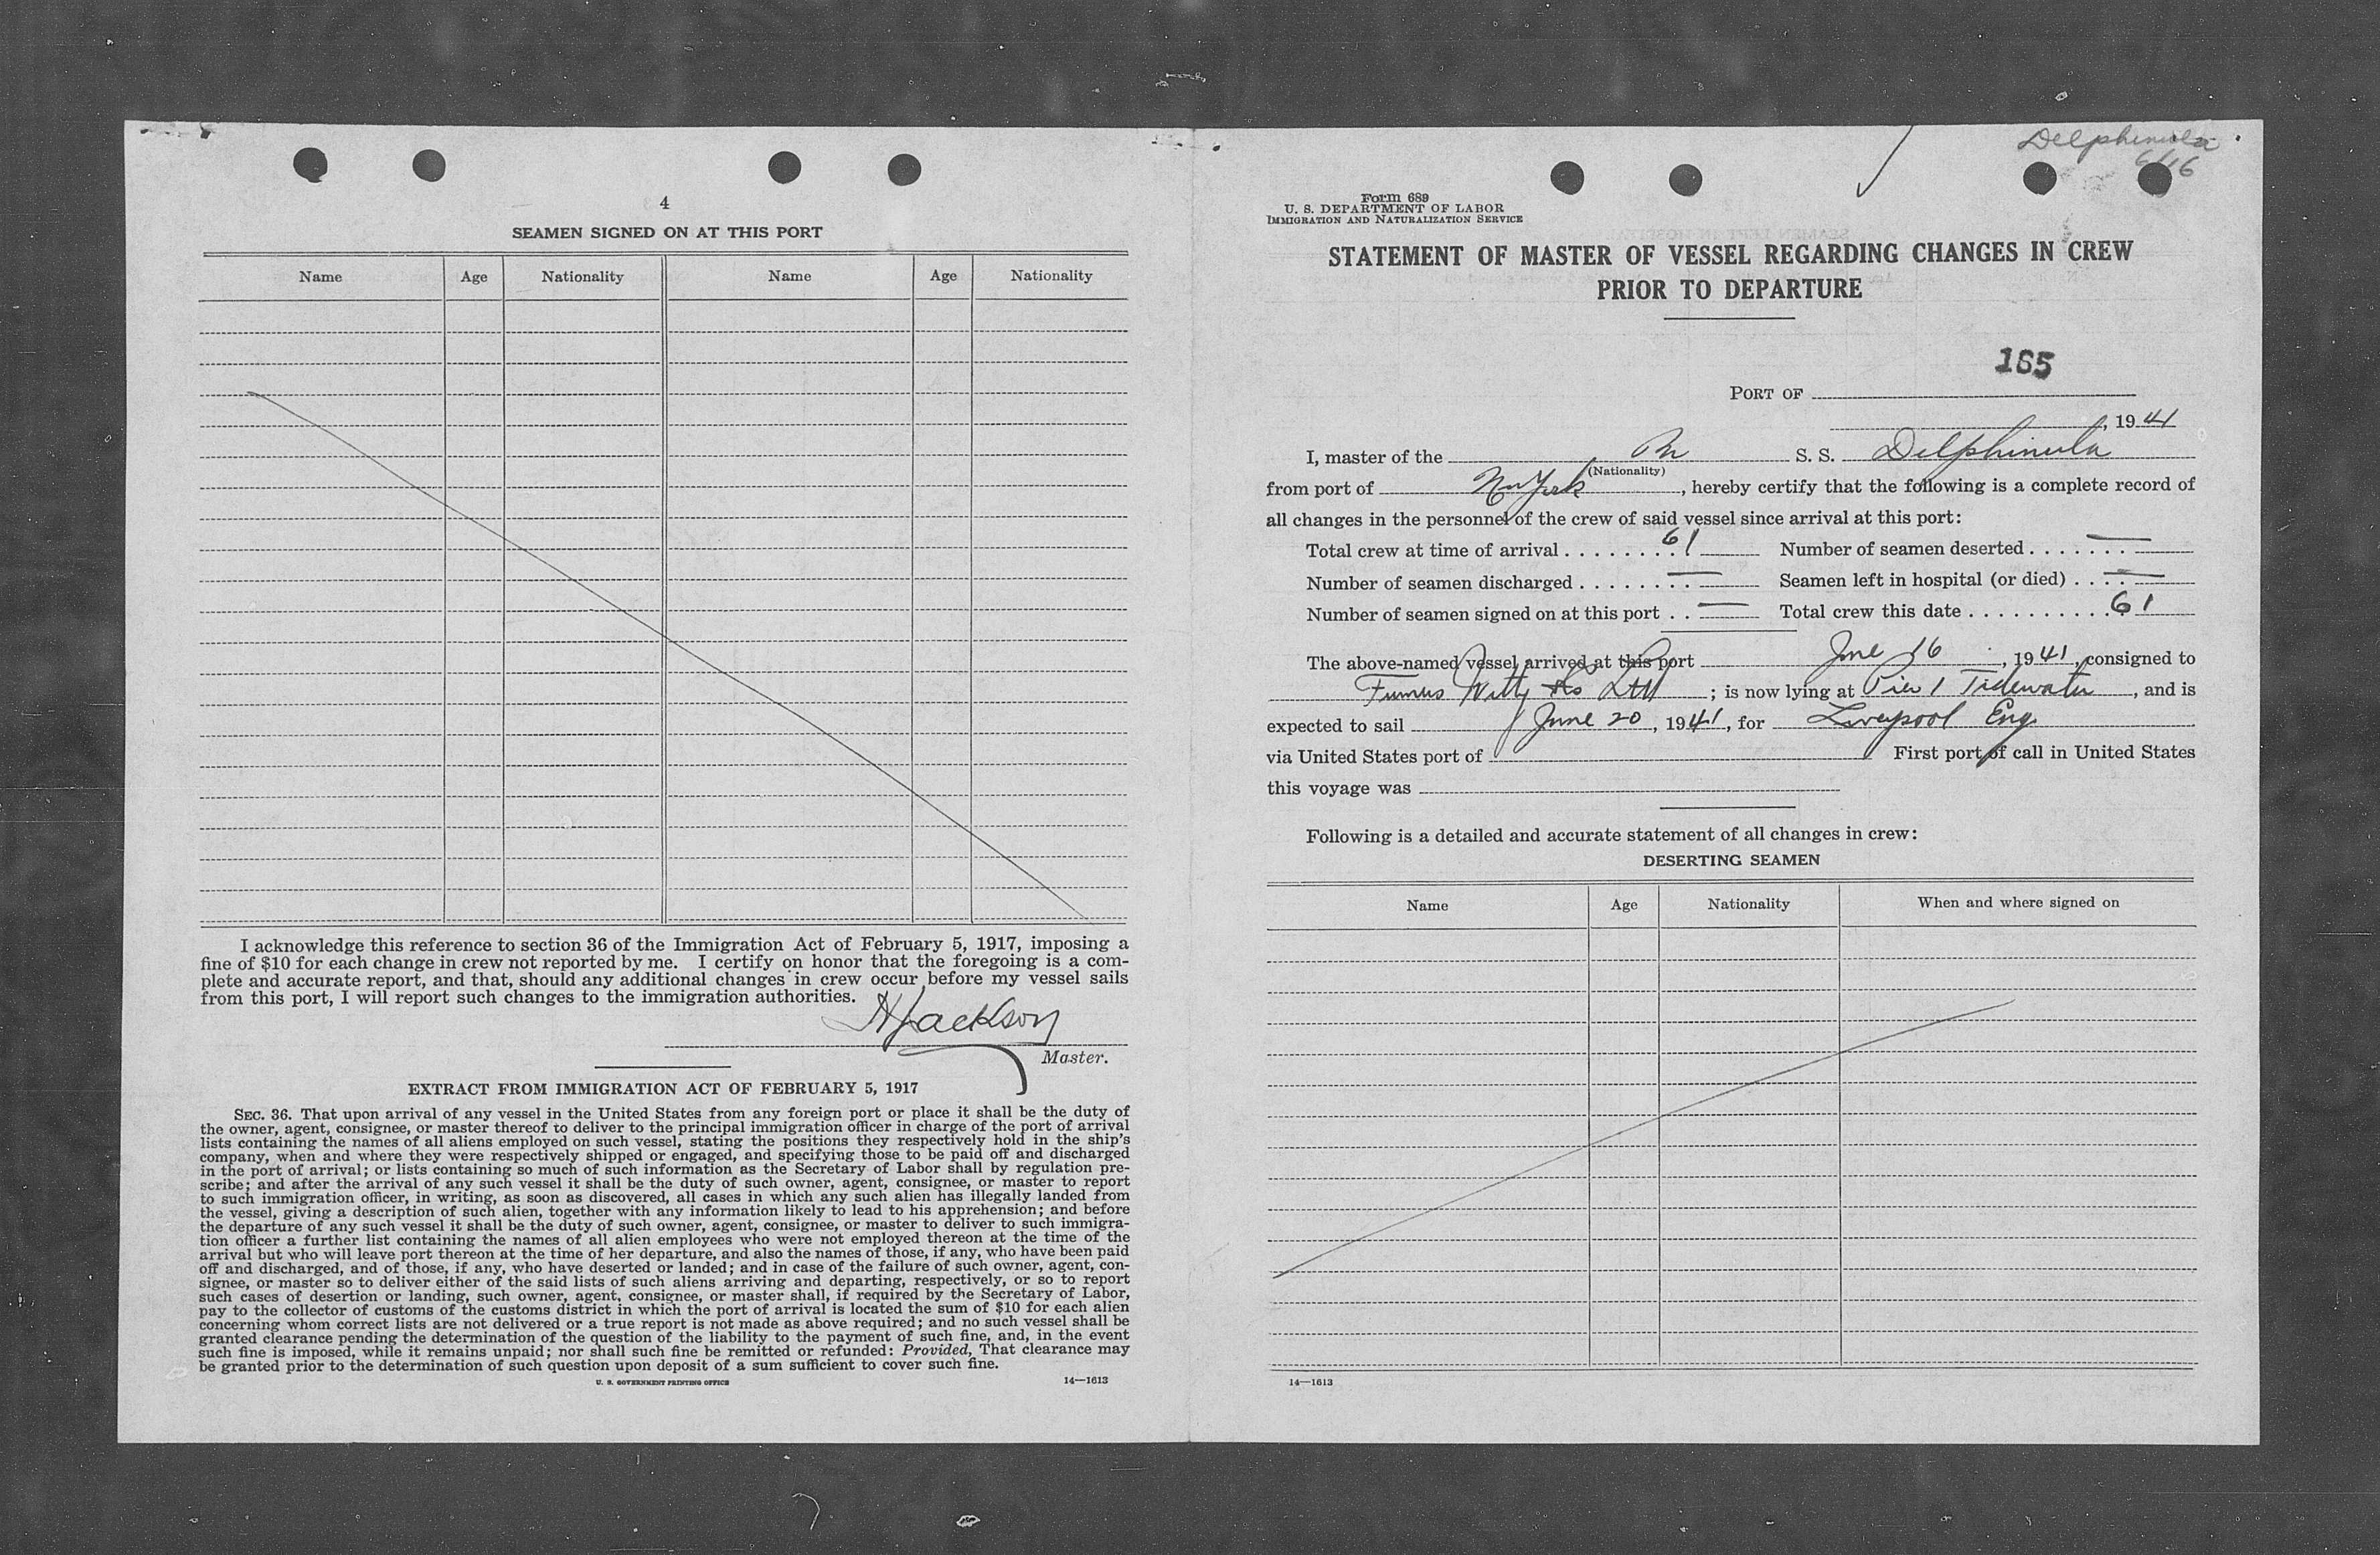 4
SEAMEN SIGNED ON AT THIS PORT
Name Age Nationality Name Age Nationality
I acknowledge this reference to section 36 of the Immigration Act of February 5, 1917, imposing a
fine of $10 for each change in crew not reported by me. I certify on honor that the foregoing is a com-
plete and accurate report, and that, should any additional changes in crew occur before my vessel sails
from this port, I will report such changes to the immigration authorities.
Jackson
Master.
EXTRACT FROM IMMIGRATION ACT OF FEBRUARY 5, 1917
SEC. 36. That upon arrival of any vessel in the United States from any foreign port or place it shall be the duty of
the owner, agent, consignee, or master thereof to deliver to the principal immigration officer in charge of the port of arrival
lists containing the names of all aliens employed on such vessel, stating the positions they respectively hold in the ship's
company, when and where they were respectively shipped or engaged, and specifying those to be paid off and discharged
in the port of arrival; or lists containing so much of such information as the Secretary of Labor shall by regulation pre-
scribe; and after the arrival of any such vessel it shall be the duty of such owner, agent, consignee, or master to report
to such immigration officer, in writing, as soon as discovered, all cases in which any such alien has illegally landed from
the vessel, giving a description of such alien, together with any information likely to lead to his apprehension; and before
the departure of any such vessel it shall be the duty of such owner, agent, consignee, or master to deliver to such immigra-
tion officer a further list containing the names of all alien employees who were not employed thereon at the time of the
arrival but who will leave port thereon at the time of her departure, and also the names of those, if any, who have been paid
off and discharged, and of those, if any, who have deserted or landed; and in case of the failure of such owner, agent, con-
signee, or master so to deliver either of the said lists of such aliens arriving and departing, respectively, or so to report
such cases of desertion or landing, such owner, agent, consignee, or master shall, if required by the Secretary of Labor,
pay to the collector of customs of the customs district in which the port of arrival is located the sum of $10 for each alien
concerning whom correct lists are not delivered or a true report is not made as above required; and no such vessel shall be
granted clearance pending the determination of the question of the liability to the payment of such fine, and, in the event
such fine is imposed, while it remains unpaid; nor shall such fine be remitted or refunded: Provided, That clearance may
be granted prior to the determination of such question upon deposit of a sum sufficient to cover such fine.
U. S. GOVERNMENT PRINTING OFFICE 14—1613
Delphinula
6/16
Form 689
U. S. DEPARTMENT OF LABOR
IMMIGRATION AND NATURALIZATION SERVICE
STATEMENT OF MASTER OF VESSEL REGARDING CHANGES IN CREW
PRIOR TO DEPARTURE
165
PORT OF
, 1941
I, master of the Br S. S. Delphinula
(Nationality)
from port of New York, hereby certify that the following is a complete record of
all changes in the personnel of the crew of said vessel since arrival at this port:
Total crew at time of arrival 61 Number of seamen deserted —
Number of seamen discharged — Seamen left in hospital (or died) —
Number of seamen signed on at this port — Total crew this date 61
The above-named vessel arrived at this port June 16, 1941, consigned to
Furness Withy Ltd; is now lying at Pier 1 Tidewater, and is
expected to sail June 20, 1941, for Liverpool Eng.
via United States port of First port of call in United States
this voyage was
Following is a detailed and accurate statement of all changes in crew:
DESERTING SEAMEN
Name Age Nationality When and where signed on
14—1613